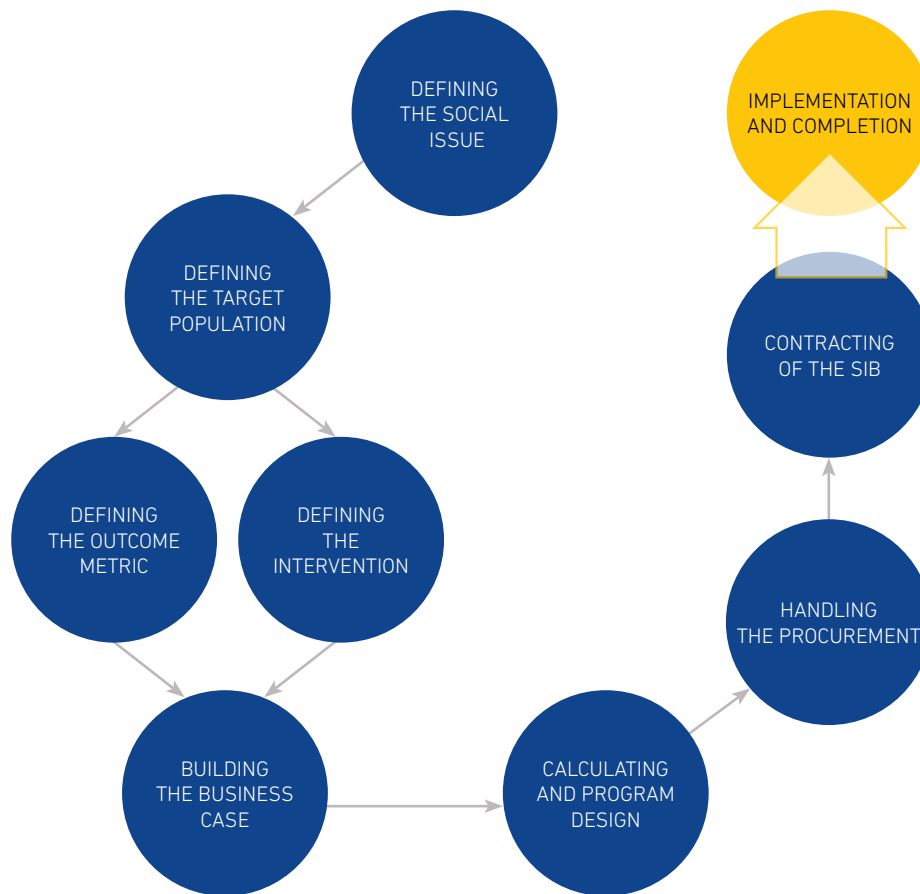 DEFINING
THE SOCIAL
ISSUE
DEFINING
THE TARGET
POPULATION
DEFINING
THE OUTCOME
METRIC
DEFINING
THE
INTERVENTION
BUILDING
THE BUSINESS
CASE
CALCULATING
AND PROGRAM
DESIGN
HANDLING
THE PROCUREMENT
CONTRACTING
OF THE SIB
IMPLEMENTATION
AND COMPLETION